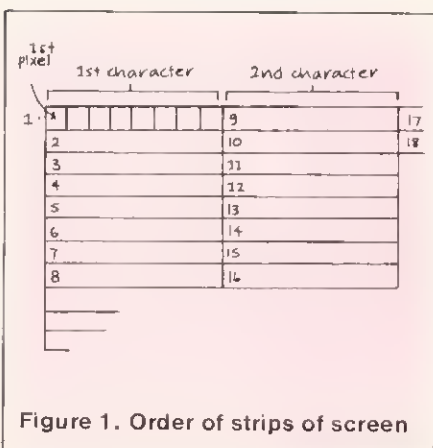 1st
pixel
1st character 2nd character
1 9 17
2 10 18
3 11
4 12
5 13
6 14
7 15
8 16
Figure 1. Order of strips of screen